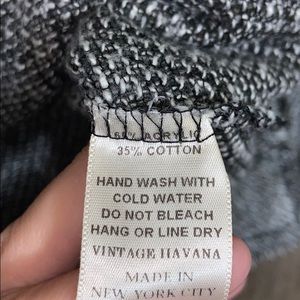 ACRYLIC
35% COTTON
HAND WASH WITH
COLD WATER
DO NOT BLEACH
HANG OR LINE DRY
VINTAGE HAVANA
MADE IN
NEW YORK CITY